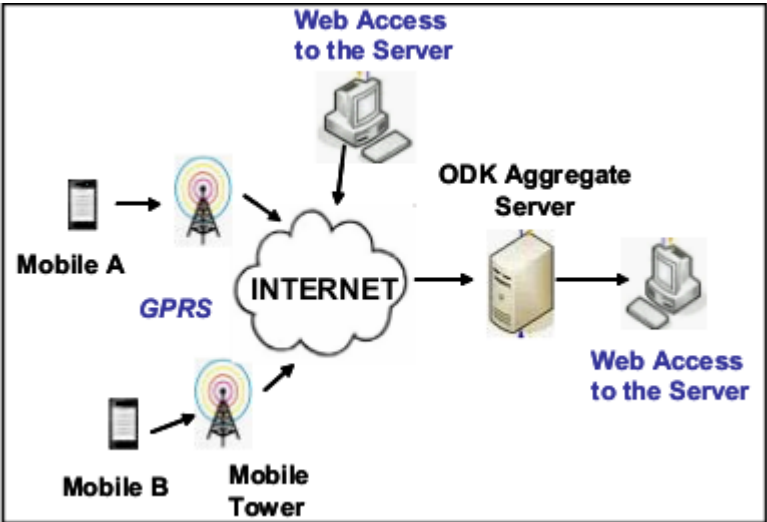 Web Access
to the Server
ODK Aggregate
Server
Mobile A
INTERNET
GPRS
Web Access
to the Server
Mobile B
Mobile
Tower